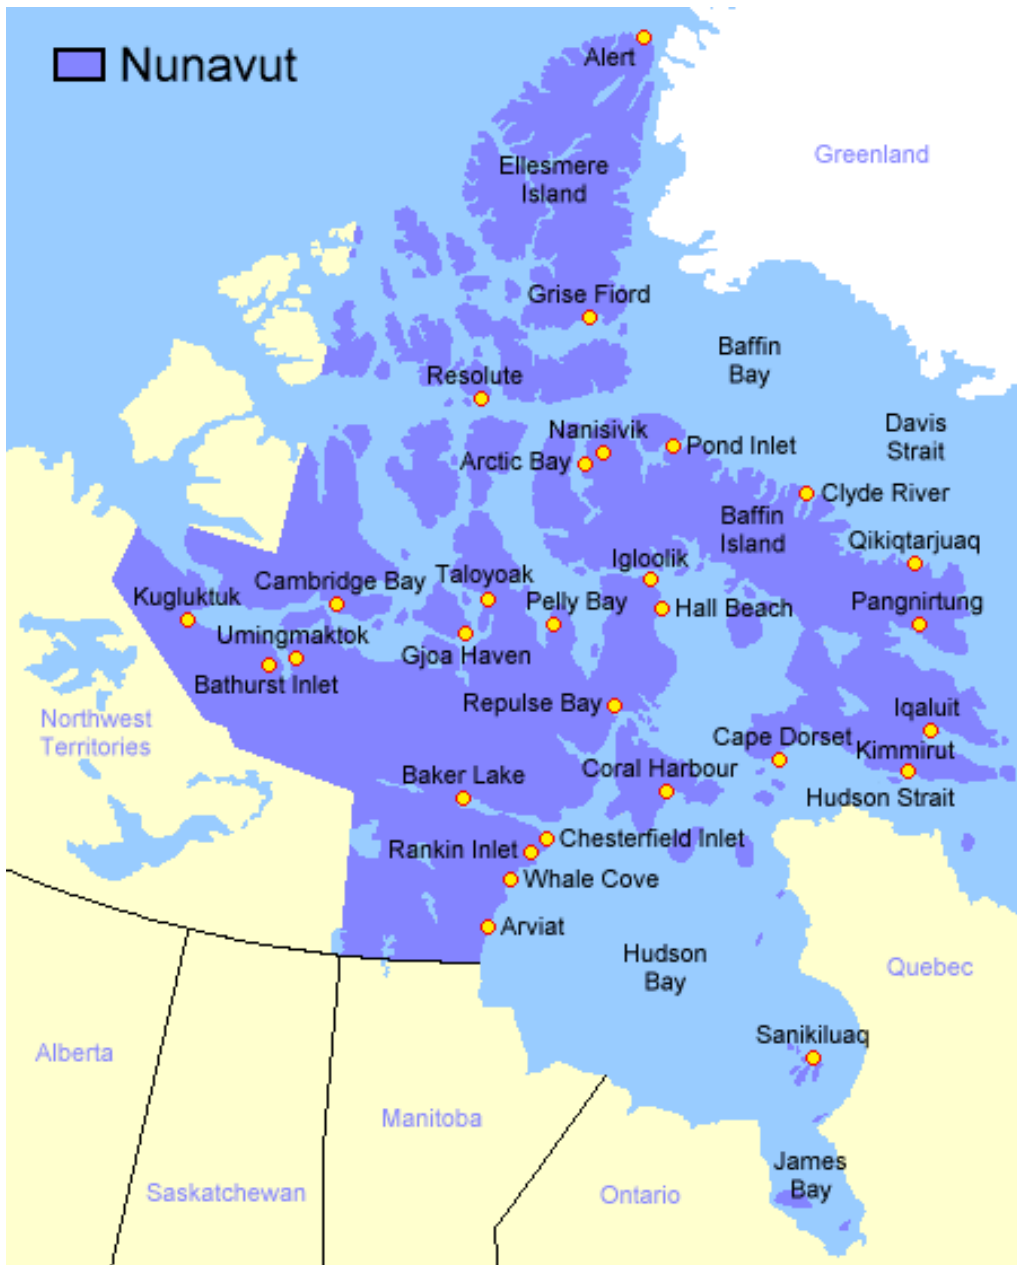 Nunavut
Alert
Greenland
Ellesmere
Island
Grise Fiord
Baffin
Bay
Resolute
Davis
Strait
Nanisivik
Pond Inlet
Arctic Bay
Clyde River
Baffin
Island
Qikiqtarjuaq
Igloolik
Taloyoak
Cambridge Bay
Kugluktuk
Pelly Bay
Hall Beach
Pangnirtung
Umingmaktok
Gjoa Haven
Bathurst Inlet
Repulse Bay
Iqaluit
Northwest
Territories
Cape Dorset
Kimmirut
Baker Lake
Coral Harbour
Hudson Strait
Chesterfield Inlet
Rankin Inlet
Whale Cove
Arviat
Hudson
Bay
Quebec
Sanikiluaq
Alberta
Manitoba
James
Bay
Saskatchewan
Ontario